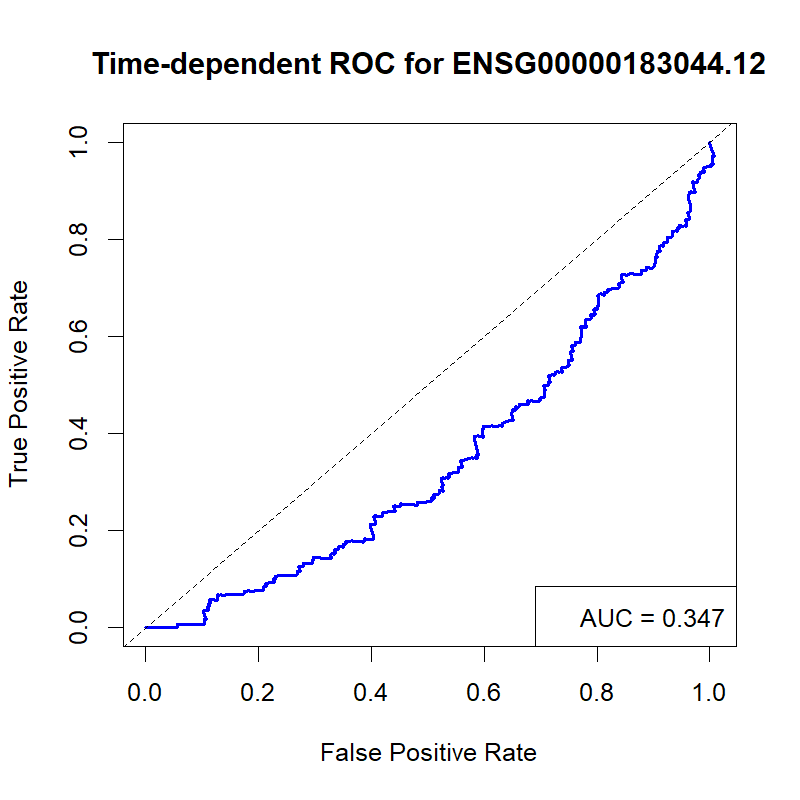 Time-dependent ROC for ENSG00000183044.12
True Positive Rate
1.0
0.8
0.6
0.4
0.2
0.0
AUC = 0.347
0.0 0.2 0.4 0.6 0.8 1.0
False Positive Rate